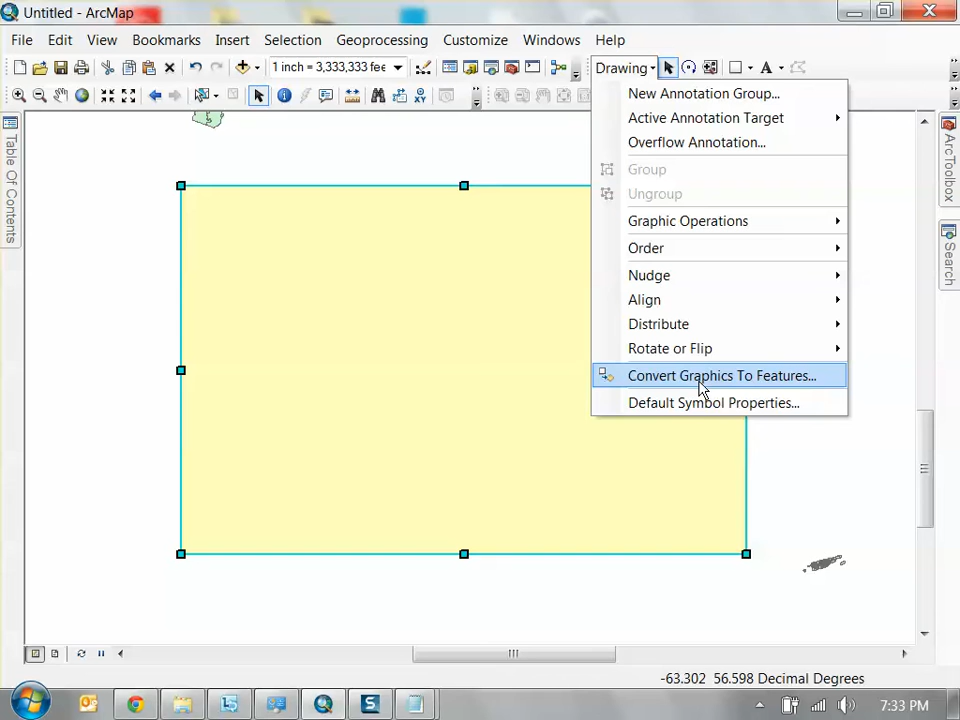 Untitled - ArcMap
File Edit View Bookmarks Insert Selection Geoprocessing Customize Windows Help
1 inch = 3,333,333 fee
Drawing
A
XY
Table Of Contents
ArcToolbox
Search
New Annotation Group...
Active Annotation Target
Overflow Annotation...
Group
Ungroup
Graphic Operations
Order
Nudge
Align
Distribute
Rotate or Flip
Convert Graphics To Features...
Default Symbol Properties...
-63.302 56.598 Decimal Degrees
7:33 PM